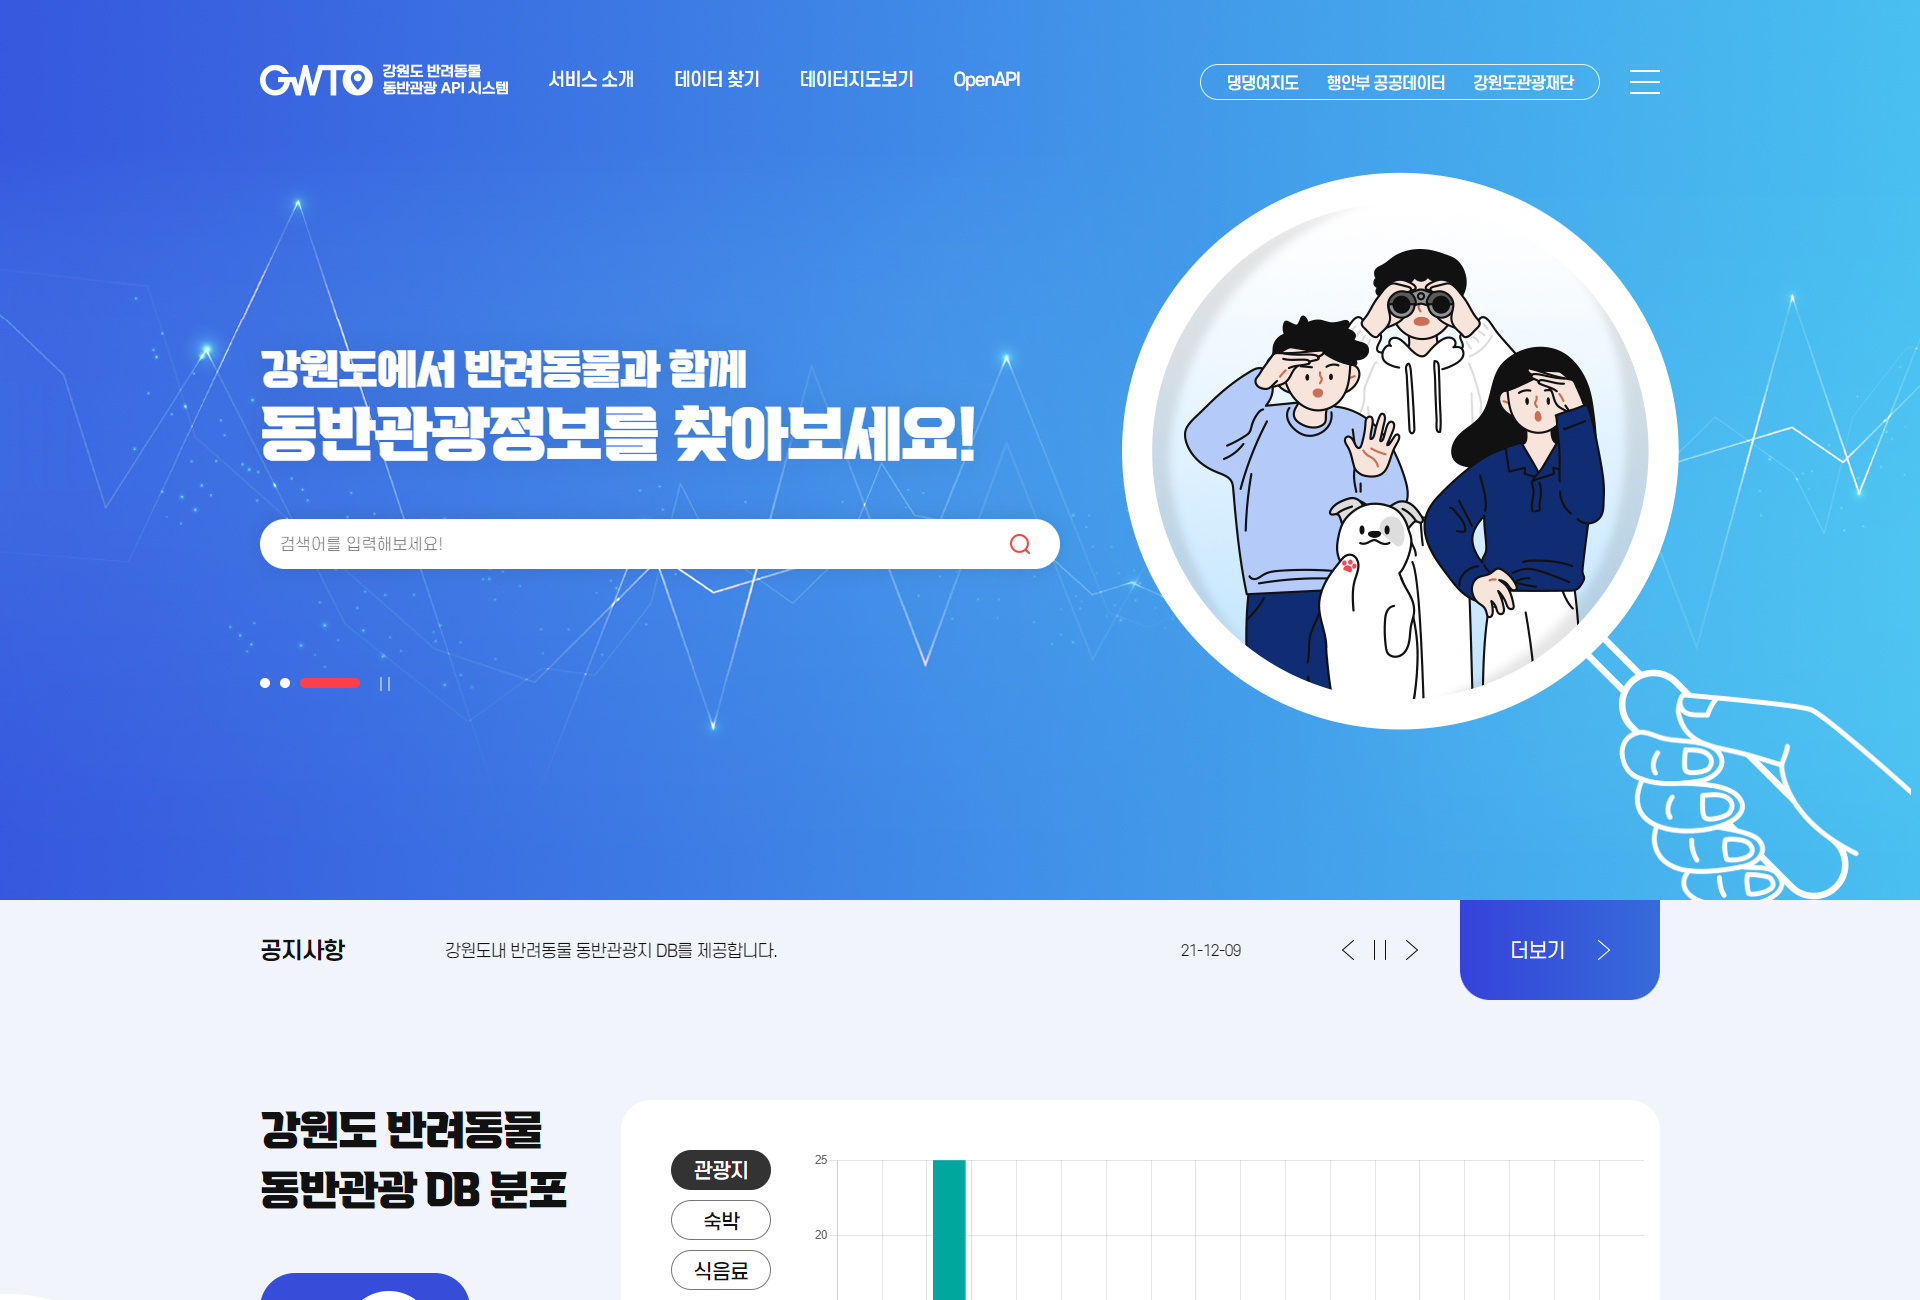 GWTO
강원도 반려동물
동반관광 API 시스템
서비스 소개
데이터 찾기
데이터지도보기
OpenAPI
댕댕여지도
행안부 공공데이터
강원도관광재단
강원도에서 반려동물과 함께
동반관광정보를 찾아보세요!
검색어를 입력해보세요!
공지사항
강원도내 반려동물 동반관광지 DB를 제공합니다.
21-12-09
더보기
강원도 반려동물
동반관광 DB 분포
관광지
숙박
식음료
25
20